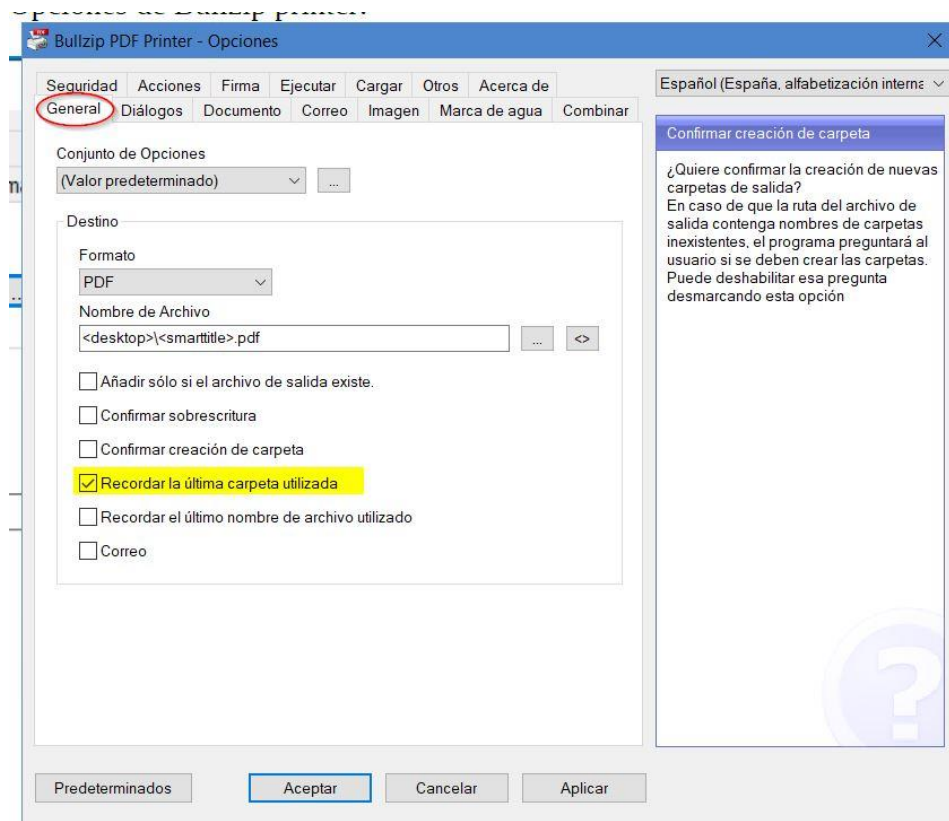 Opciones de Bullzip printer.
Bullzip PDF Printer - Opciones
Seguridad Acciones Firma Ejecutar Cargar Otros Acerca de
General Diálogos Documento Correo Imagen Marca de agua Combinar
Conjunto de Opciones
(Valor predeterminado)
...
Destino
Formato
PDF
Nombre de Archivo
<desktop>\<smarttitle>.pdf
... <>
Añadir sólo si el archivo de salida existe.
Confirmar sobrescritura
Confirmar creación de carpeta
Recordar la última carpeta utilizada
Recordar el último nombre de archivo utilizado
Correo
Predeterminados Aceptar Cancelar Aplicar
Español (España, alfabetización interna
Confirmar creación de carpeta
¿Quiere confirmar la creación de nuevas
carpetas de salida?
En caso de que la ruta del archivo de
salida contenga nombres de carpetas
inexistentes, el programa preguntará al
usuario si se deben crear las carpetas.
Puede deshabilitar esa pregunta
desmarcando esta opción